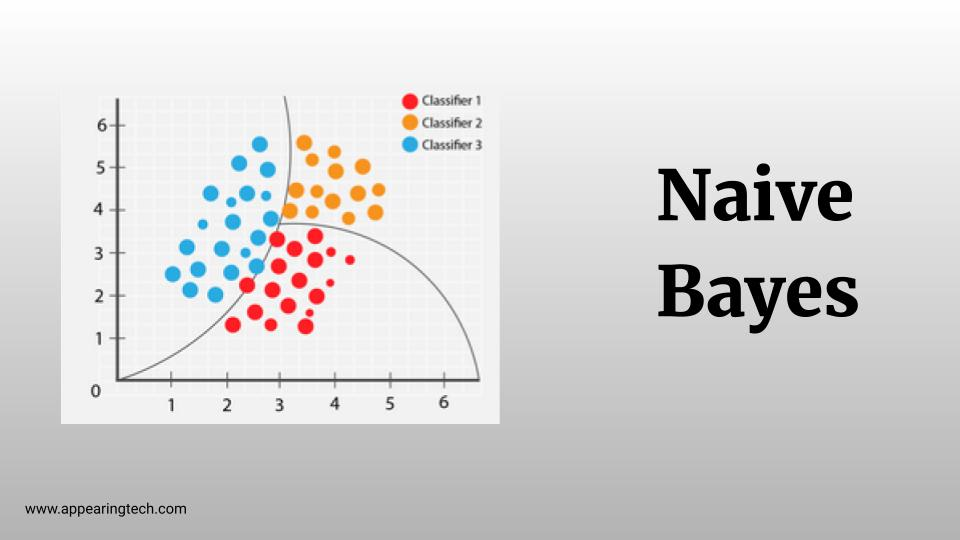 Classifier 1
Classifier 2
Classifier 3
6
5
4
3
2
1
0
1 2 3 4 5 6
Naive
Bayes
www.appearingtech.com